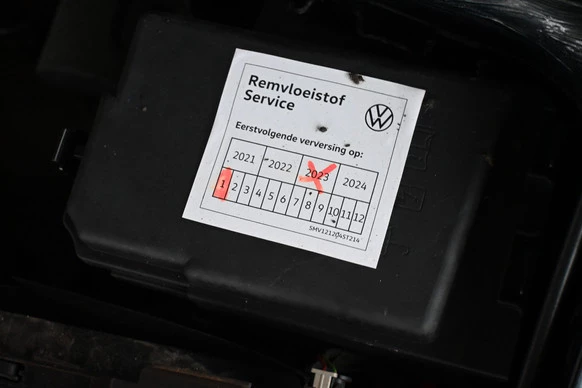 Remvloeistof
Service
Eerstvolgende verversing op:
2021 2022 2023 2024
1 2 3 4 5 6 7 8 9 10 11 12